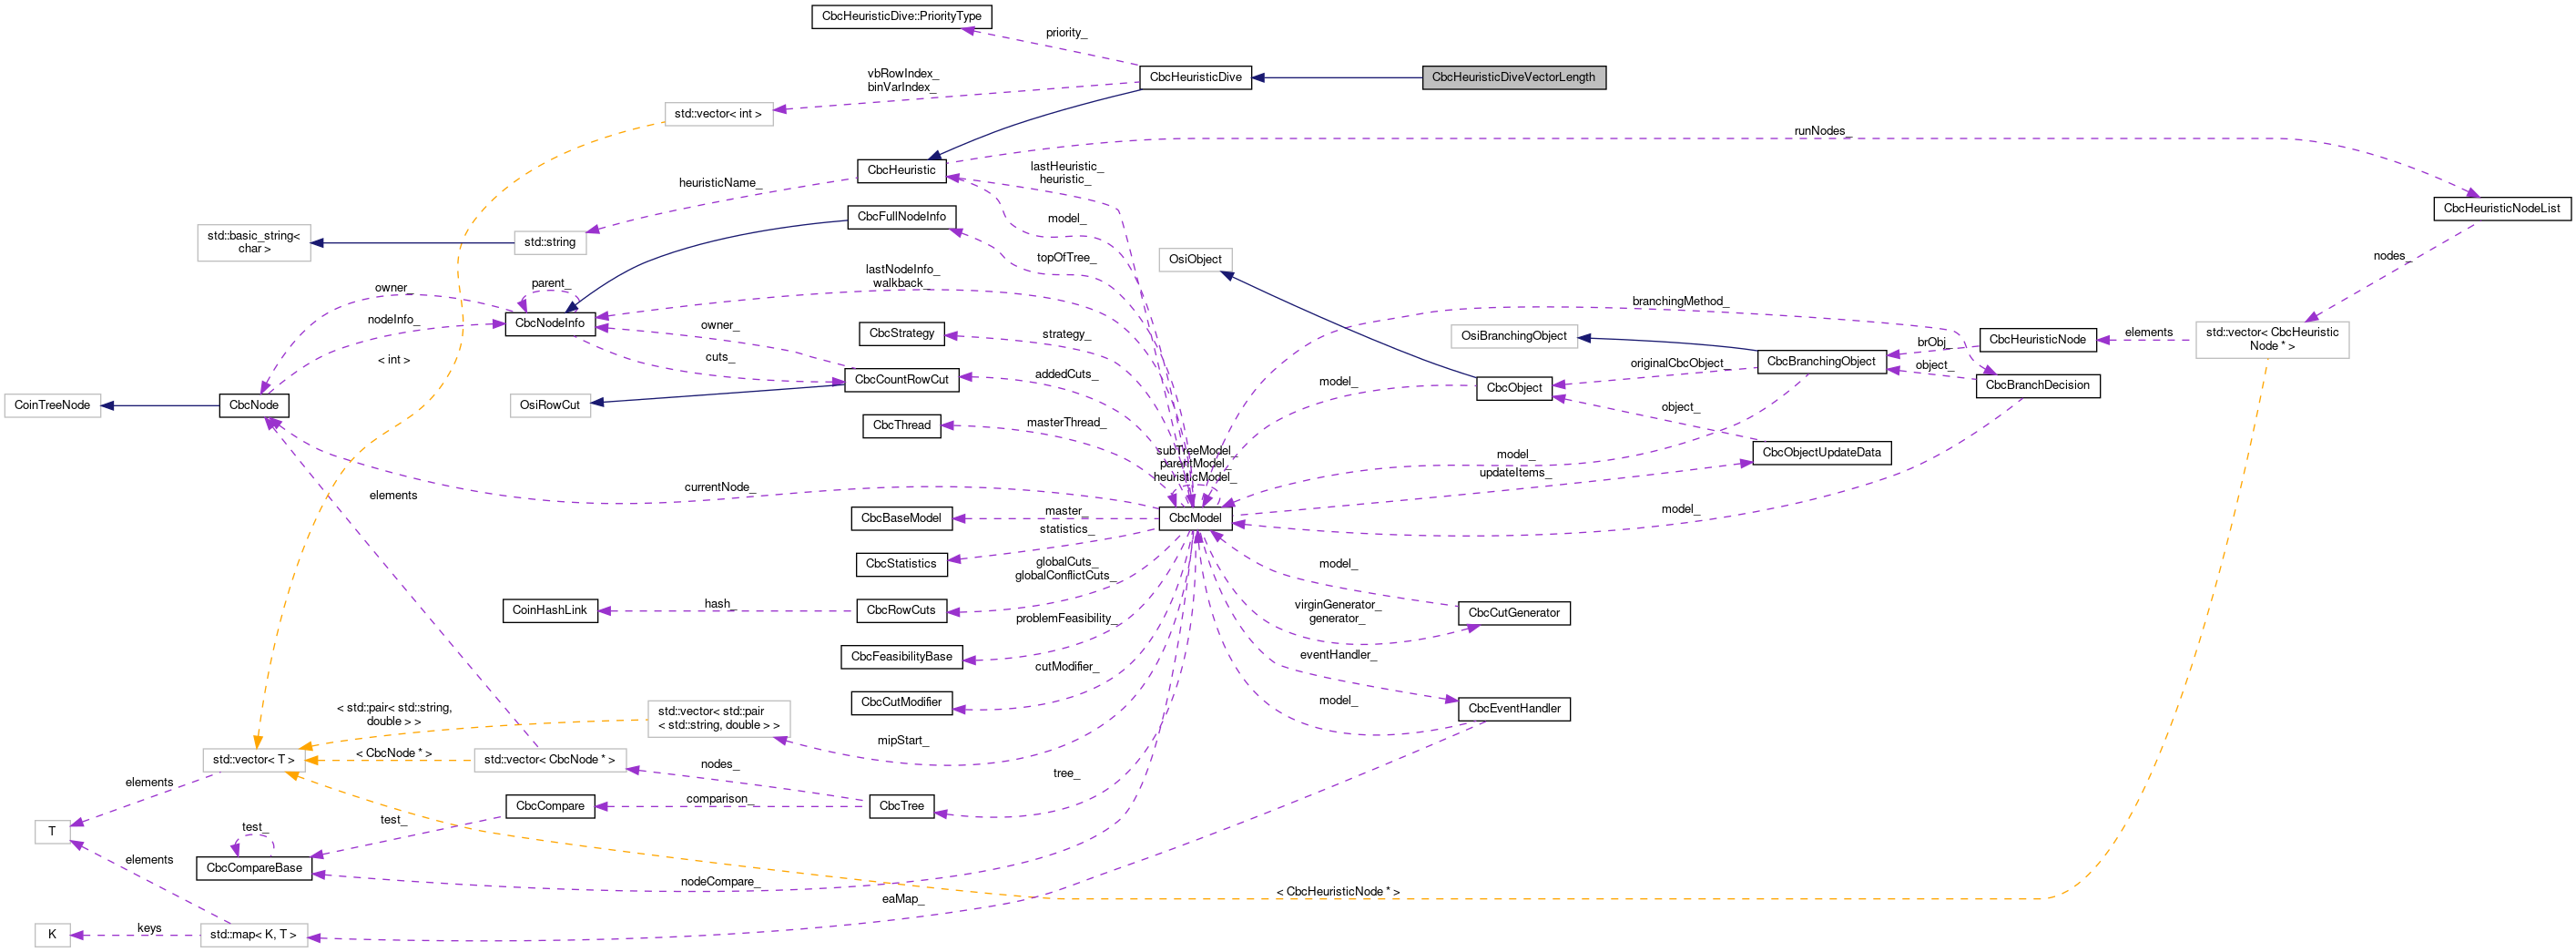 CbcHeuristicDive::PriorityType
priority_
CbcHeuristicDive
CbcHeuristicDiveVectorLength
vbRowIndex_
binVarIndex_
std::vector< int >
runNodes_
CbcHeuristic
lastHeuristic_
heuristic_
heuristicName_
CbcHeuristicNodeList
CbcFullNodeInfo
model_
std::basic_string<
char >
std::string
topOfTree_
OsiObject
nodes_
lastNodeInfo_
walkback_
parent_
owner_
branchingMethod_
nodeInfo_
CbcNodeInfo
owner_
CbcStrategy
strategy_
OsiBranchingObject
CbcHeuristicNode
elements
std::vector< CbcHeuristic
Node * >
brObj_
< int >
cuts_
CbcBranchingObject
originalCbcObject_
object_
CbcCountRowCut
addedCuts_
model_
CbcObject
CbcBranchDecision
CoinTreeNode
CbcNode
OsiRowCut
object_
CbcThread
masterThread_
subTreeModel_
parentModel_
heuristicModel_
model_
CbcObjectUpdateData
updateItems_
elements
currentNode_
CbcBaseModel
master_
CbcModel
model_
statistics_
CbcStatistics
globalCuts_
globalConflictCuts_
model_
CoinHashLink
hash_
CbcRowCuts
virginGenerator_
generator_
CbcCutGenerator
problemFeasibility_
CbcFeasibilityBase
eventHandler_
cutModifier_
CbcCutModifier
model_
CbcEventHandler
< std::pair< std::string,
double > >
std::vector< std::pair
< std::string, double > >
mipStart_
std::vector< T >
< CbcNode * >
std::vector< CbcNode * >
nodes_
tree_
elements
CbcCompare
comparison_
CbcTree
T
test_
test_
elements
CbcCompareBase
nodeCompare_
< CbcHeuristicNode * >
eaMap_
K
keys
std::map< K, T >